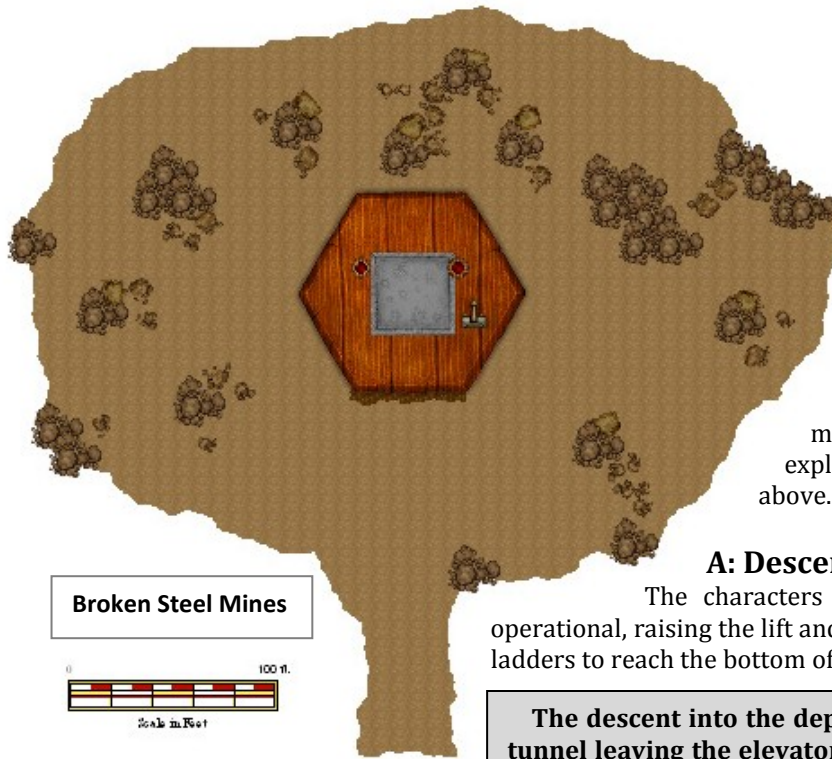 m
expl
above.
A: Descen
The characters
operational, raising the lift and
ladders to reach the bottom of
Broken Steel Mines
0 100 ft.
Scale in Feet
The descent into the dep
tunnel leaving the elevator